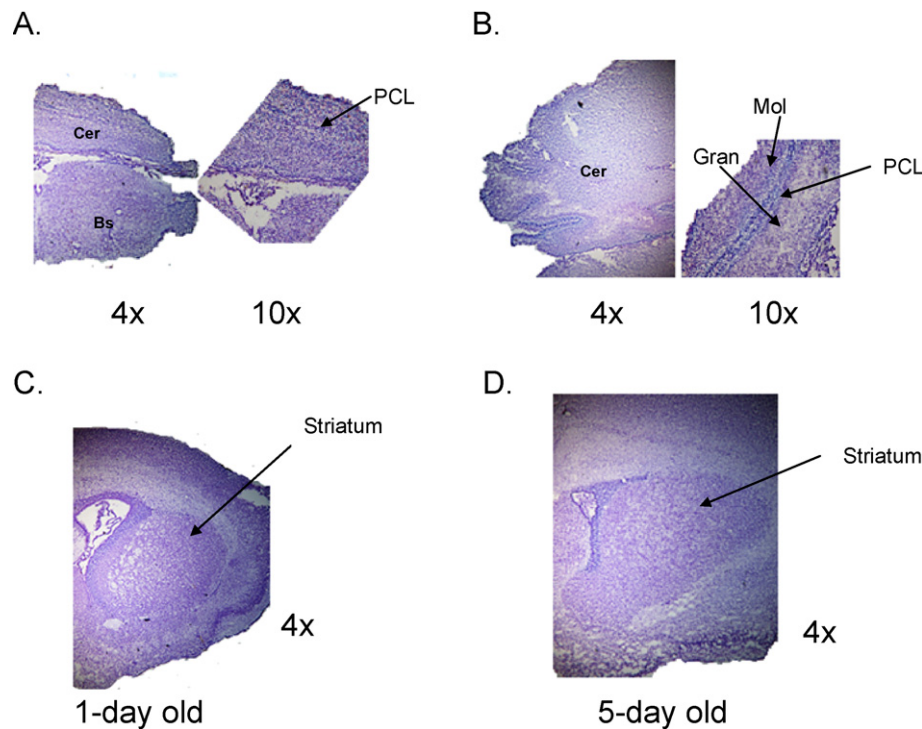 A.
PCL
Cer
Bs
4x
10x
B.
Mol
Gran
PCL
Cer
4x
10x
C.
Striatum
4x
1-day old
D.
Striatum
4x
5-day old